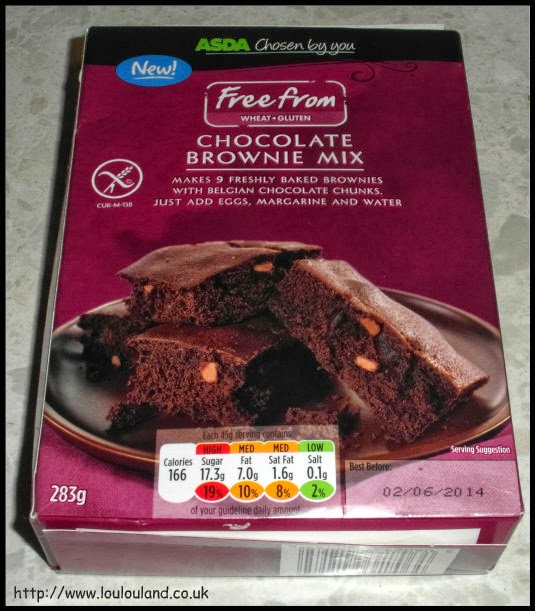 ASDA Chosen by you
New!
Free from
WHEAT • GLUTEN
CHOCOLATE
BROWNIE MIX
MAKES 9 FRESHLY BAKED BROWNIES
WITH BELGIAN CHOCOLATE CHUNKS.
JUST ADD EGGS, MARGARINE AND WATER
CUK-M-138
Each 45g serving contains
HIGH MED MED LOW
Calories Sugar Fat Sat Fat Salt
166 17.3g 7.0g 1.6g 0.1g
19% 10% 8% 2%
of your guideline daily amount
Serving Suggestion
Best Before:
02/06/2014
283g
http://www.loulouland.co.uk